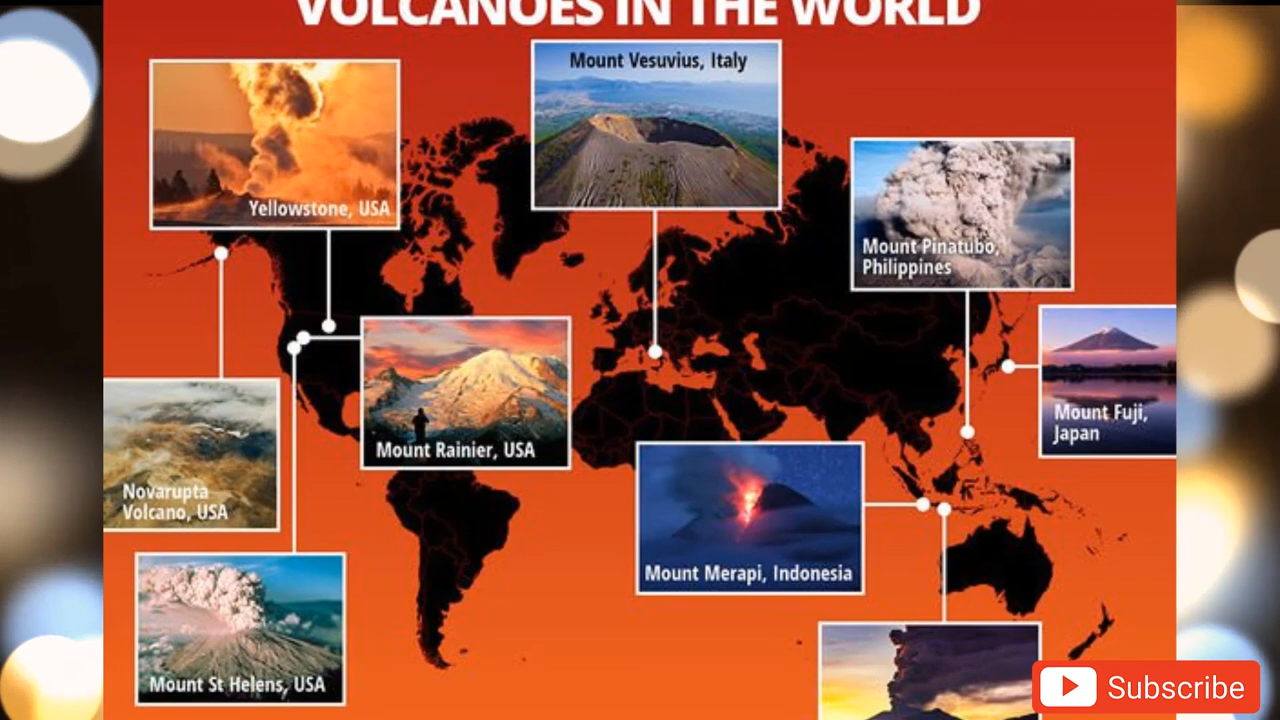 VOLCANOES IN THE WORLD
Mount Vesuvius, Italy
Yellowstone, USA
Mount Pinatubo,
Philippines
Mount Fuji,
Japan
Mount Rainier, USA
Novarupta
Volcano, USA
Mount Merapi, Indonesia
Mount St Helens, USA
Subscribe